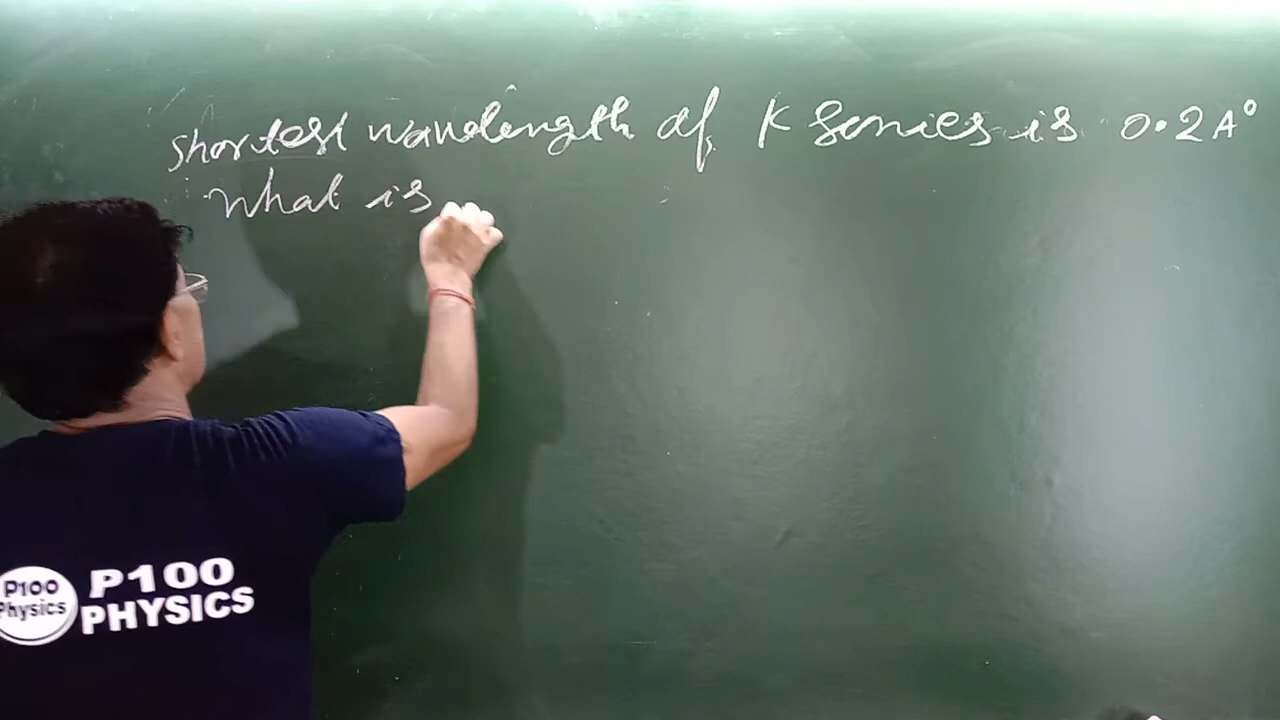 shortest wavelength of K series is 0.2 A°
What is
P100 Physics
P100
PHYSICS